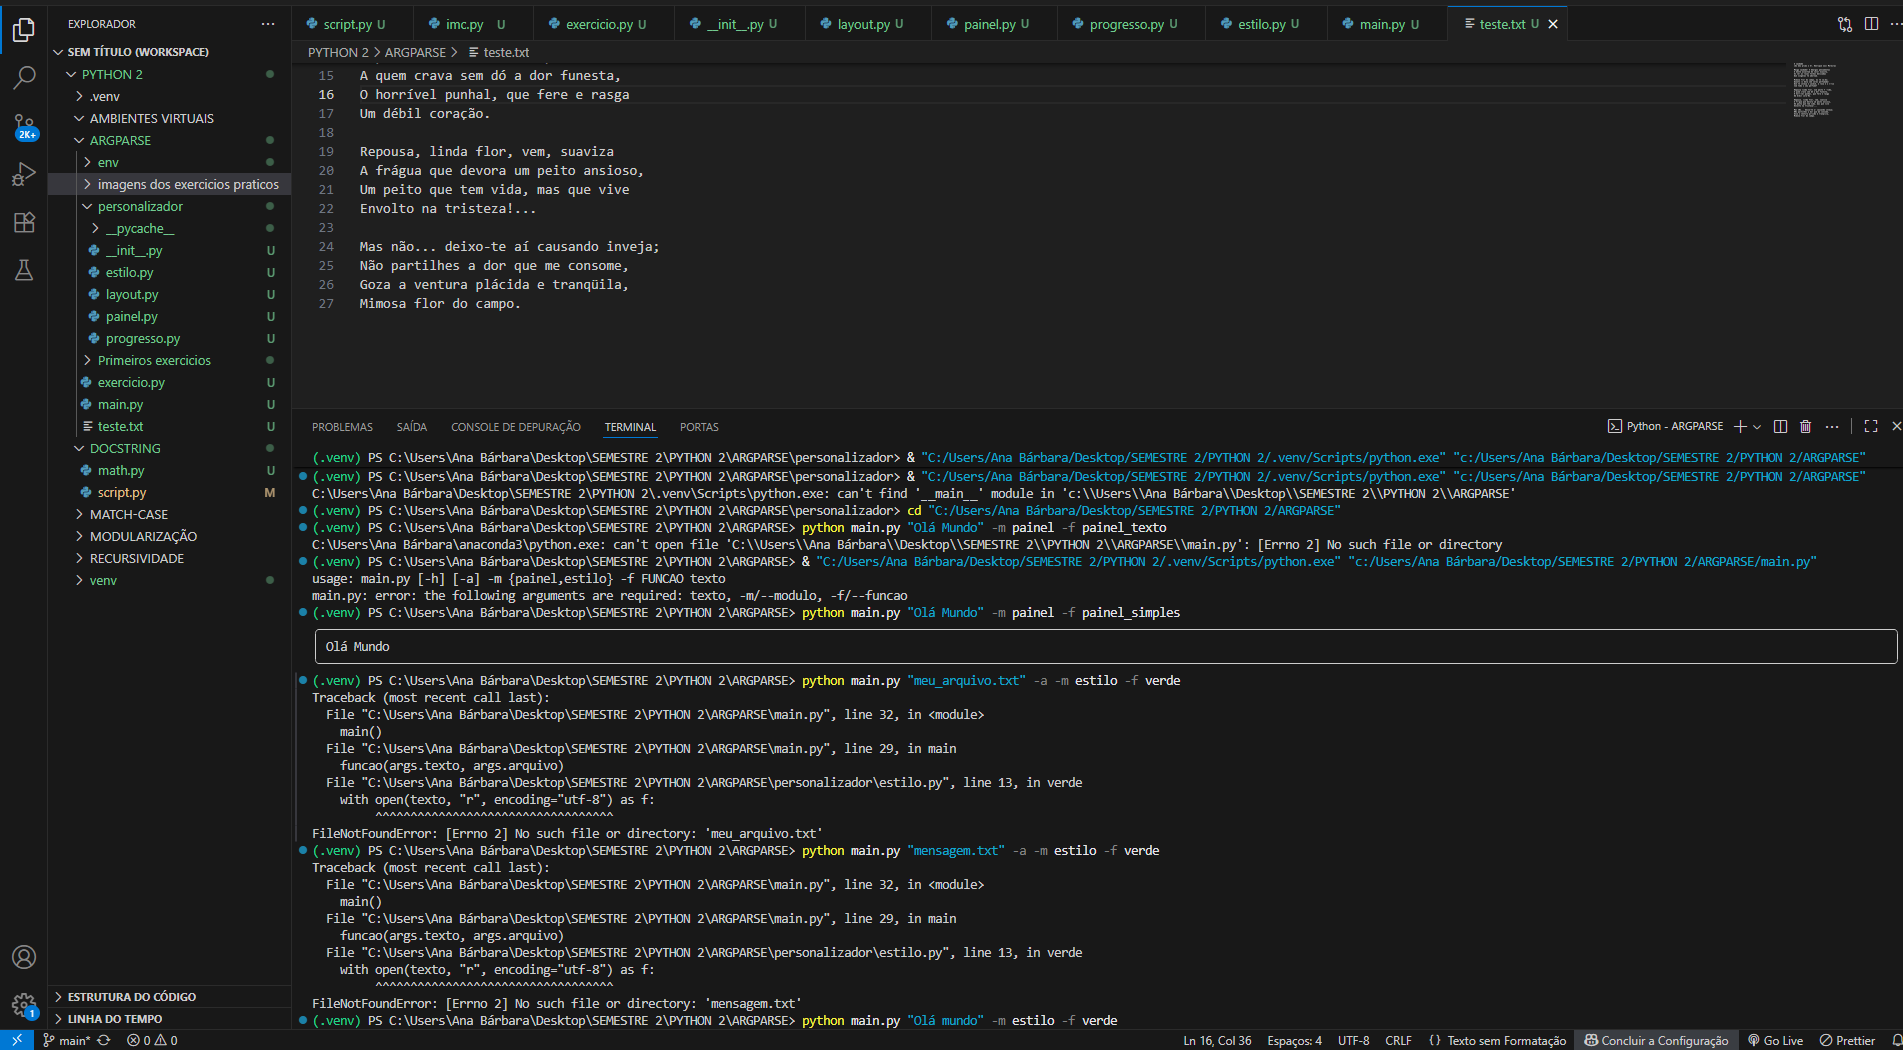 EXPLORADOR
script.py U
imc.py U
exercicio.py U
__init__.py U
layout.py U
painel.py U
progresso.py U
estilo.py U
main.py U
teste.txt U
PYTHON 2 > ARGPARSE > teste.txt
SEM TÍTULO (WORKSPACE)
PYTHON 2
.venv
AMBIENTES VIRTUAIS
ARGPARSE
env
imagens dos exercicios praticos
personalizador
__pycache__
__init__.py U
estilo.py U
layout.py U
painel.py U
progresso.py U
Primeiros exercicios
exercicio.py U
main.py U
teste.txt U
DOCSTRING
math.py U
script.py M
MATCH-CASE
MODULARIZAÇÃO
RECURSIVIDADE
venv
ESTRUTURA DO CÓDIGO
LINHA DO TEMPO
2K+
1
15 A quem crava sem dó a dor funesta,
16 O horrível punhal, que fere e rasga
17 Um débil coração.
18
19 Repousa, linda flor, vem, suaviza
20 A frágua que devora um peito ansioso,
21 Um peito que tem vida, mas que vive
22 Envolto na tristeza!...
23
24 Mas não... deixo-te aí causando inveja;
25 Não partilhes a dor que me consome,
26 Goza a ventura plácida e tranqüila,
27 Mimosa flor do campo.
PROBLEMAS SAÍDA CONSOLE DE DEPURAÇÃO TERMINAL PORTAS
Python - ARGPARSE
(.venv) PS C:\Users\Ana Bárbara\Desktop\SEMESTRE 2\PYTHON 2\ARGPARSE\personalizador> & "C:/Users/Ana Bárbara/Desktop/SEMESTRE 2/PYTHON 2/.venv/Scripts/python.exe" "c:/Users/Ana Bárbara/Desktop/SEMESTRE 2/PYTHON 2/ARGPARSE"
(.venv) PS C:\Users\Ana Bárbara\Desktop\SEMESTRE 2\PYTHON 2\ARGPARSE\personalizador> & "C:/Users/Ana Bárbara/Desktop/SEMESTRE 2/PYTHON 2/.venv/Scripts/python.exe" "c:/Users/Ana Bárbara/Desktop/SEMESTRE 2/PYTHON 2/ARGPARSE"
C:\Users\Ana Bárbara\Desktop\SEMESTRE 2\PYTHON 2\.venv\Scripts\python.exe: can't find '__main__' module in 'c:\\Users\\Ana Bárbara\\Desktop\\SEMESTRE 2\\PYTHON 2\\ARGPARSE'
(.venv) PS C:\Users\Ana Bárbara\Desktop\SEMESTRE 2\PYTHON 2\ARGPARSE\personalizador> cd "C:/Users/Ana Bárbara/Desktop/SEMESTRE 2/PYTHON 2/ARGPARSE"
(.venv) PS C:\Users\Ana Bárbara\Desktop\SEMESTRE 2\PYTHON 2\ARGPARSE> python main.py "Olá Mundo" -m painel -f painel_texto
C:\Users\Ana Bárbara\anaconda3\python.exe: can't open file 'C:\\Users\\Ana Bárbara\\Desktop\\SEMESTRE 2\\PYTHON 2\\ARGPARSE\\main.py': [Errno 2] No such file or directory
(.venv) PS C:\Users\Ana Bárbara\Desktop\SEMESTRE 2\PYTHON 2\ARGPARSE> & "C:/Users/Ana Bárbara/Desktop/SEMESTRE 2/PYTHON 2/.venv/Scripts/python.exe" "c:/Users/Ana Bárbara/Desktop/SEMESTRE 2/PYTHON 2/ARGPARSE/main.py"
usage: main.py [-h] [-a] -m {painel,estilo} -f FUNCAO texto
main.py: error: the following arguments are required: texto, -m/--modulo, -f/--funcao
(.venv) PS C:\Users\Ana Bárbara\Desktop\SEMESTRE 2\PYTHON 2\ARGPARSE> python main.py "Olá Mundo" -m painel -f painel_simples
Olá Mundo
(.venv) PS C:\Users\Ana Bárbara\Desktop\SEMESTRE 2\PYTHON 2\ARGPARSE> python main.py "meu_arquivo.txt" -a -m estilo -f verde
Traceback (most recent call last):
File "C:\Users\Ana Bárbara\Desktop\SEMESTRE 2\PYTHON 2\ARGPARSE\main.py", line 32, in <module>
main()
File "C:\Users\Ana Bárbara\Desktop\SEMESTRE 2\PYTHON 2\ARGPARSE\main.py", line 29, in main
funcao(args.texto, args.arquivo)
File "C:\Users\Ana Bárbara\Desktop\SEMESTRE 2\PYTHON 2\ARGPARSE\personalizador\estilo.py", line 13, in verde
with open(texto, "r", encoding="utf-8") as f:
^^^^^^^^^^^^^^^^^^^^^^^^^^^^^^^^^^
FileNotFoundError: [Errno 2] No such file or directory: 'meu_arquivo.txt'
(.venv) PS C:\Users\Ana Bárbara\Desktop\SEMESTRE 2\PYTHON 2\ARGPARSE> python main.py "mensagem.txt" -a -m estilo -f verde
Traceback (most recent call last):
File "C:\Users\Ana Bárbara\Desktop\SEMESTRE 2\PYTHON 2\ARGPARSE\main.py", line 32, in <module>
main()
File "C:\Users\Ana Bárbara\Desktop\SEMESTRE 2\PYTHON 2\ARGPARSE\main.py", line 29, in main
funcao(args.texto, args.arquivo)
File "C:\Users\Ana Bárbara\Desktop\SEMESTRE 2\PYTHON 2\ARGPARSE\personalizador\estilo.py", line 13, in verde
with open(texto, "r", encoding="utf-8") as f:
^^^^^^^^^^^^^^^^^^^^^^^^^^^^^^^^^^
FileNotFoundError: [Errno 2] No such file or directory: 'mensagem.txt'
(.venv) PS C:\Users\Ana Bárbara\Desktop\SEMESTRE 2\PYTHON 2\ARGPARSE> python main.py "Olá mundo" -m estilo -f verde
main* 0 0 Ln 16, Col 36 Espaços: 4 UTF-8 CRLF {} Texto sem Formatação Concluir a Configuração Go Live Prettier